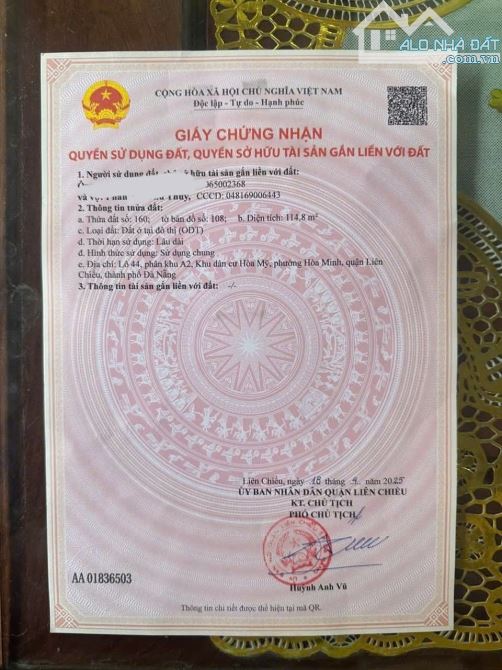 ALO NHÀ ĐẤT
.com.vn
CỘNG HÒA XÃ HỘI CHỦ NGHĨA VIỆT NAM
Độc lập - Tự do - Hạnh phúc
GIẤY CHỨNG NHẬN
QUYỀN SỬ DỤNG ĐẤT, QUYỀN SỞ HỮU TÀI SẢN GẮN LIỀN VỚI ĐẤT
1. Người sử dụng đất, hữu tài sản gắn liền với đất:
065002368
và vợ: Phan Thủy, CCCD: 048169006443
2. Thông tin thửa đất:
a. Thửa đất số: 160; tờ bản đồ số: 108; b. Diện tích: 114,8 m²
c. Loại đất: Đất ở tại đô thị (ODT)
d. Thời hạn sử dụng: Lâu dài
đ. Hình thức sử dụng: Sử dụng chung
e. Địa chỉ: Lô 44, phân khu A2, Khu dân cư Hòa Mỹ, phường Hòa Minh, quận Liên
Chiểu, thành phố Đà Nẵng
3. Thông tin tài sản gắn liền với đất: -/-
Liên Chiểu, ngày 18 tháng 4 năm 2025
ỦY BAN NHÂN DÂN QUẬN LIÊN CHIỂU
KT. CHỦ TỊCH
PHÓ CHỦ TỊCH
Huỳnh Anh Vũ
AA 01836503
Thông tin chi tiết được thể hiện tại mã QR.